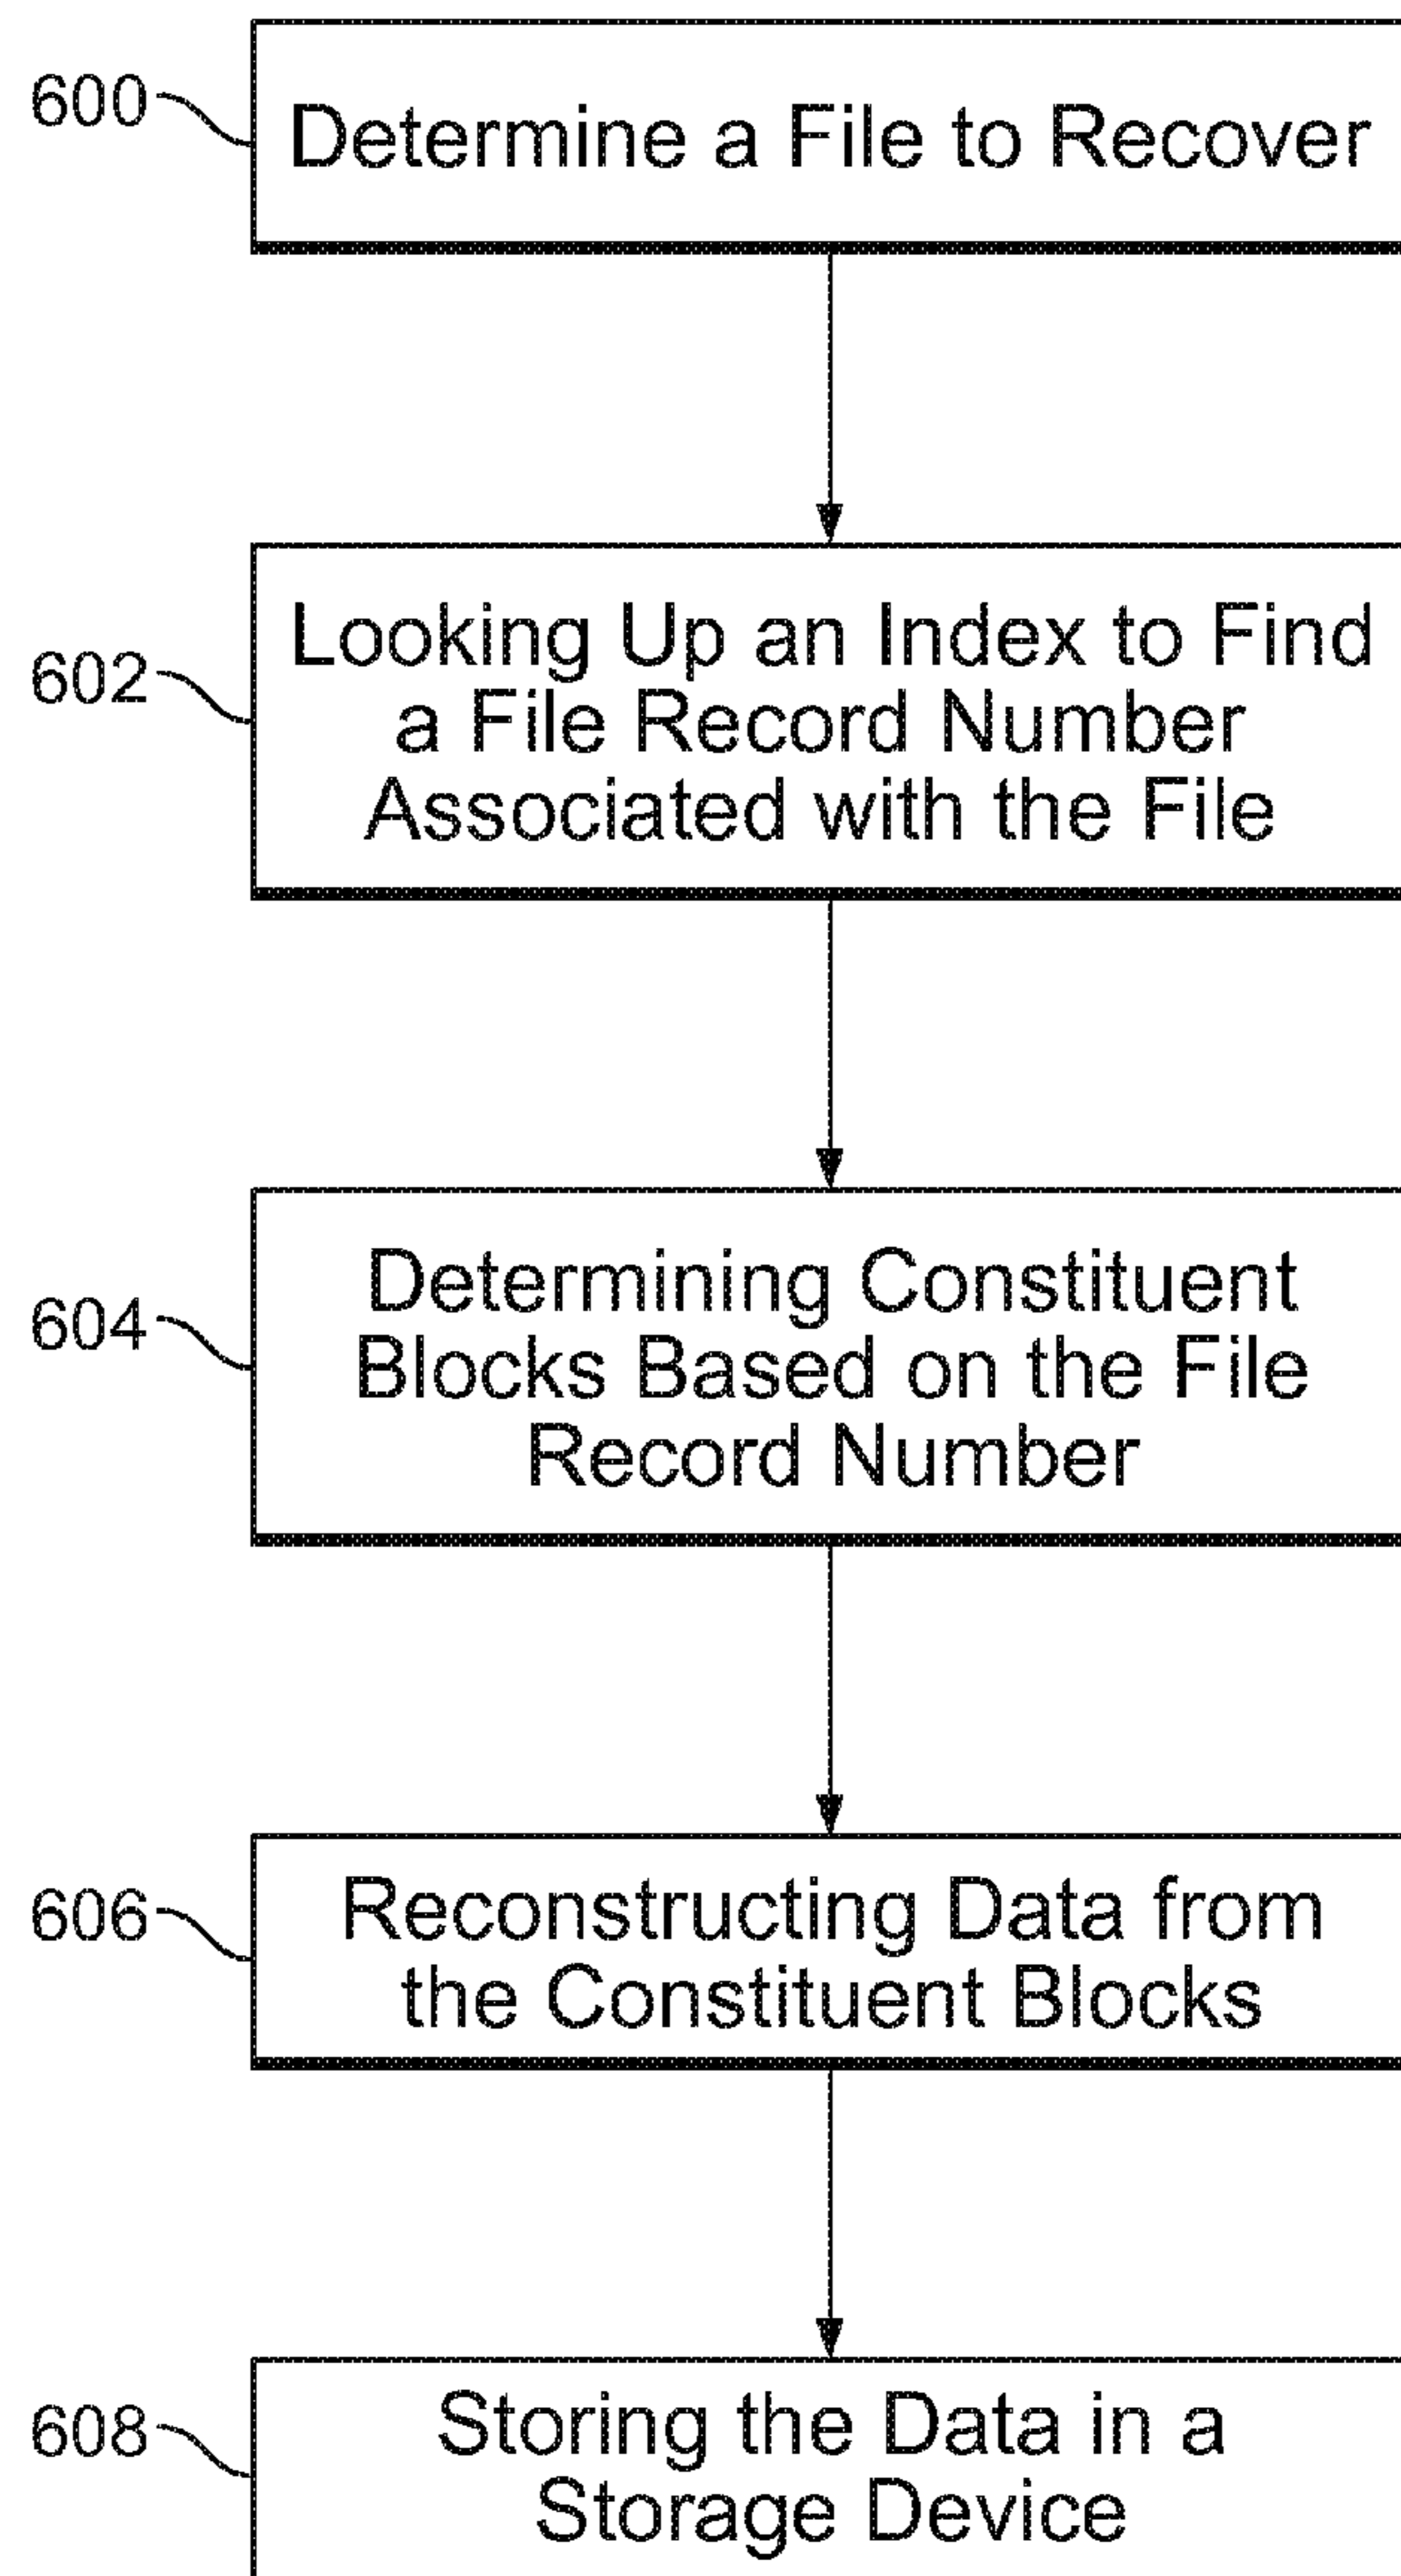 600
Determine a File to Recover
602
Looking Up an Index to Find
a File Record Number
Associated with the File
604
Determining Constituent
Blocks Based on the File
Record Number
606
Reconstructing Data from
the Constituent Blocks
608
Storing the Data in a
Storage Device